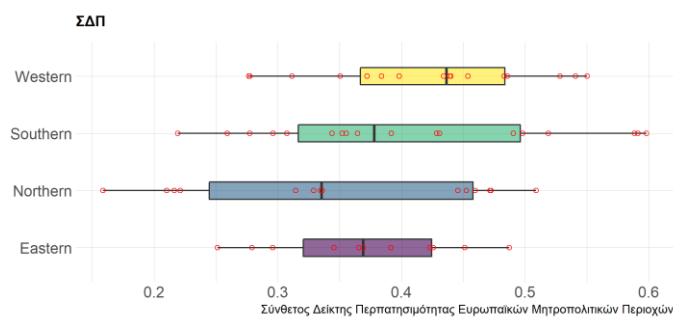 ΣΔΠ
Western
Southern
Northern
Eastern
0.2 0.3 0.4 0.5 0.6
Σύνθετος Δείκτης Περπατησιμότητας Ευρωπαϊκών Μητροπολιτικών Περιοχών